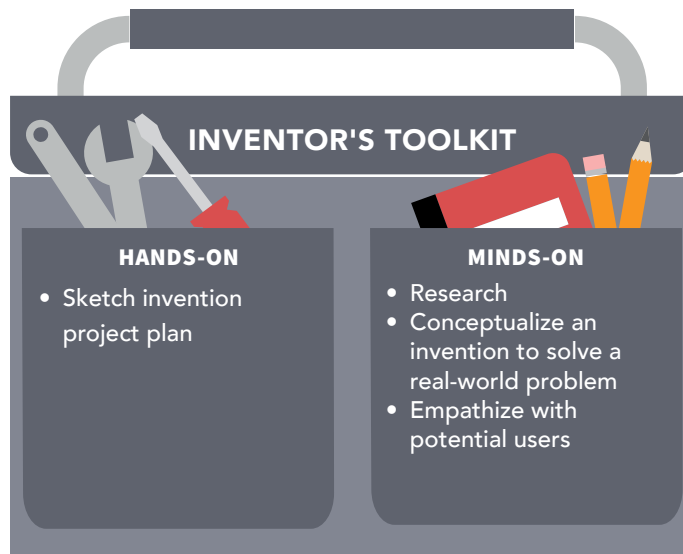 INVENTOR'S TOOLKIT
HANDS-ON
• Sketch invention
project plan
MINDS-ON
• Research
• Conceptualize an
invention to solve a
real-world problem
• Empathize with
potential users